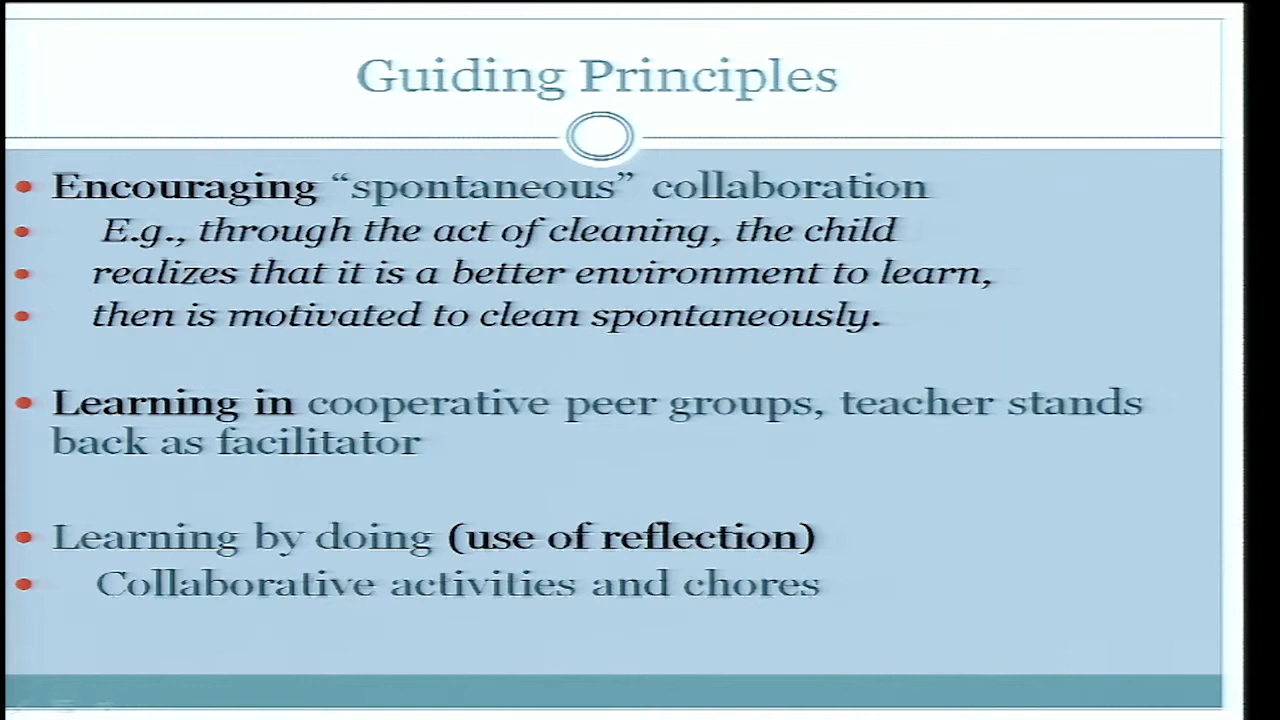 Guiding Principles
• Encouraging “spontaneous” collaboration
• E.g., through the act of cleaning, the child
• realizes that it is a better environment to learn,
• then is motivated to clean spontaneously.
• Learning in cooperative peer groups, teacher stands
back as facilitator
• Learning by doing (use of reflection)
• Collaborative activities and chores